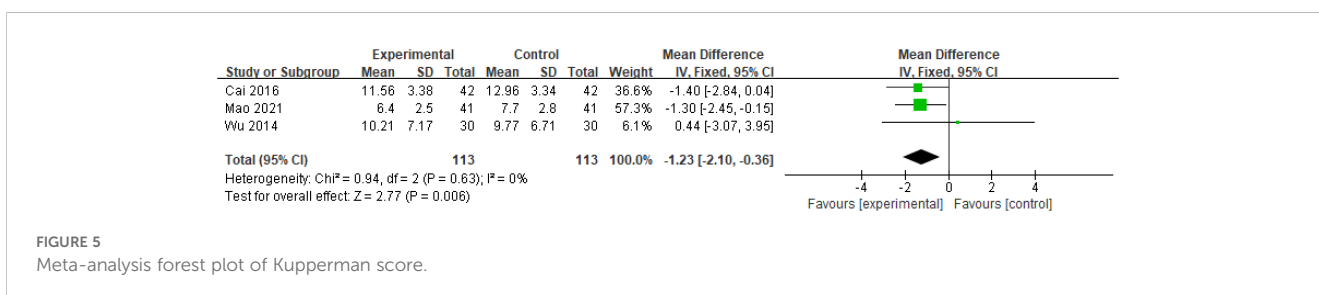 Experimental Control Mean Difference Mean Difference
Study or Subgroup Mean SD Total Mean SD Total Weight IV, Fixed, 95% CI IV, Fixed, 95% CI
Cai 2016 11.56 3.38 42 12.96 3.34 42 36.6% -1.40 [-2.84, 0.04]
Mao 2021 6.4 2.5 41 7.7 2.8 41 57.3% -1.30 [-2.45, -0.15]
Wu 2014 10.21 7.17 30 9.77 6.71 30 6.1% 0.44 [-3.07, 3.95]
Total (95% CI) 113 113 100.0% -1.23 [-2.10, -0.36]
Heterogeneity: Chi² = 0.94, df = 2 (P = 0.63); I² = 0%
Test for overall effect: Z = 2.77 (P = 0.006)
-4 -2 0 2 4
Favours [experimental] Favours [control]
FIGURE 5
Meta-analysis forest plot of Kupperman score.